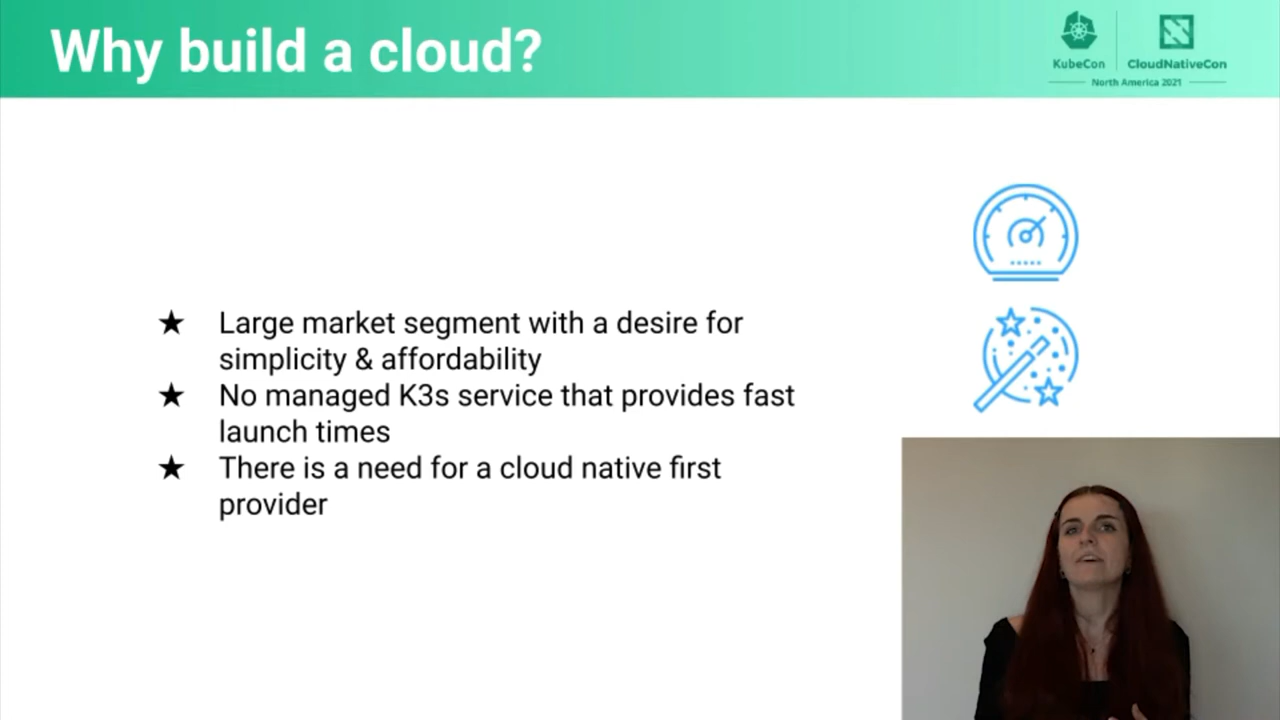 Why build a cloud?
KubeCon
CloudNativeCon
North America 2021
★ Large market segment with a desire for
simplicity & affordability
★ No managed K3s service that provides fast
launch times
★ There is a need for a cloud native first
provider